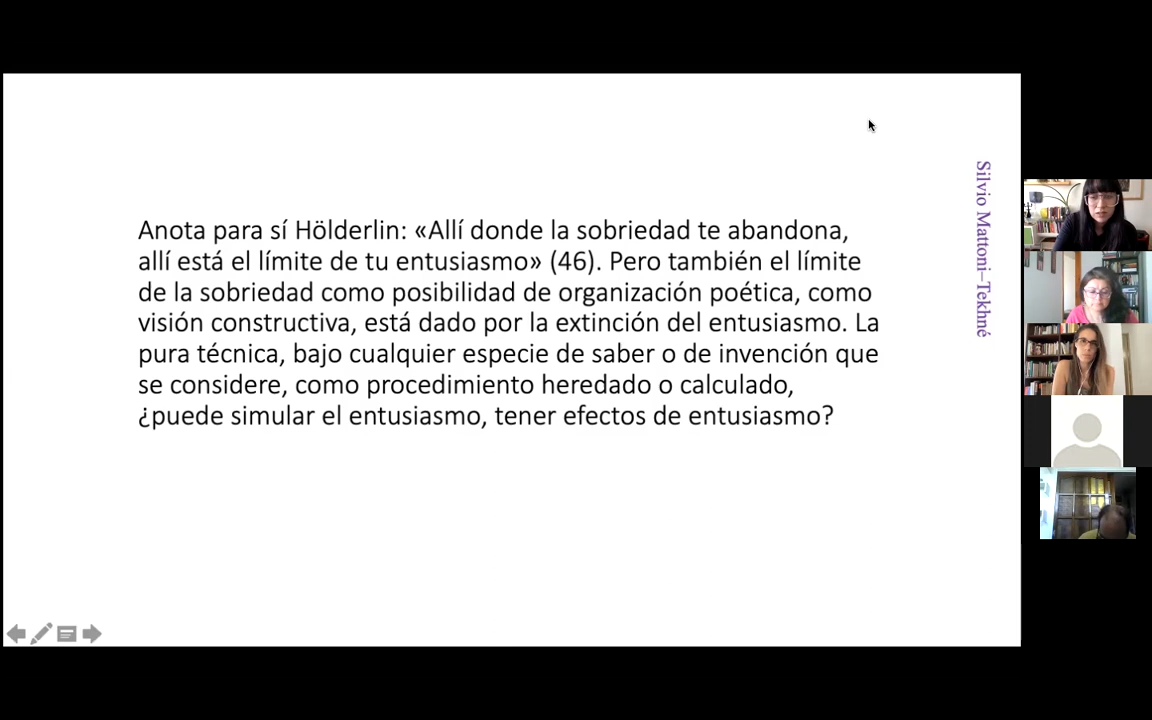 Anota para sí Hölderlin: «Allí donde la sobriedad te abandona,
allí está el límite de tu entusiasmo» (46). Pero también el límite
de la sobriedad como posibilidad de organización poética, como
visión constructiva, está dado por la extinción del entusiasmo. La
pura técnica, bajo cualquier especie de saber o de invención que
se considere, como procedimiento heredado o calculado,
¿puede simular el entusiasmo, tener efectos de entusiasmo?
Silvio Mattoni–Tekhné